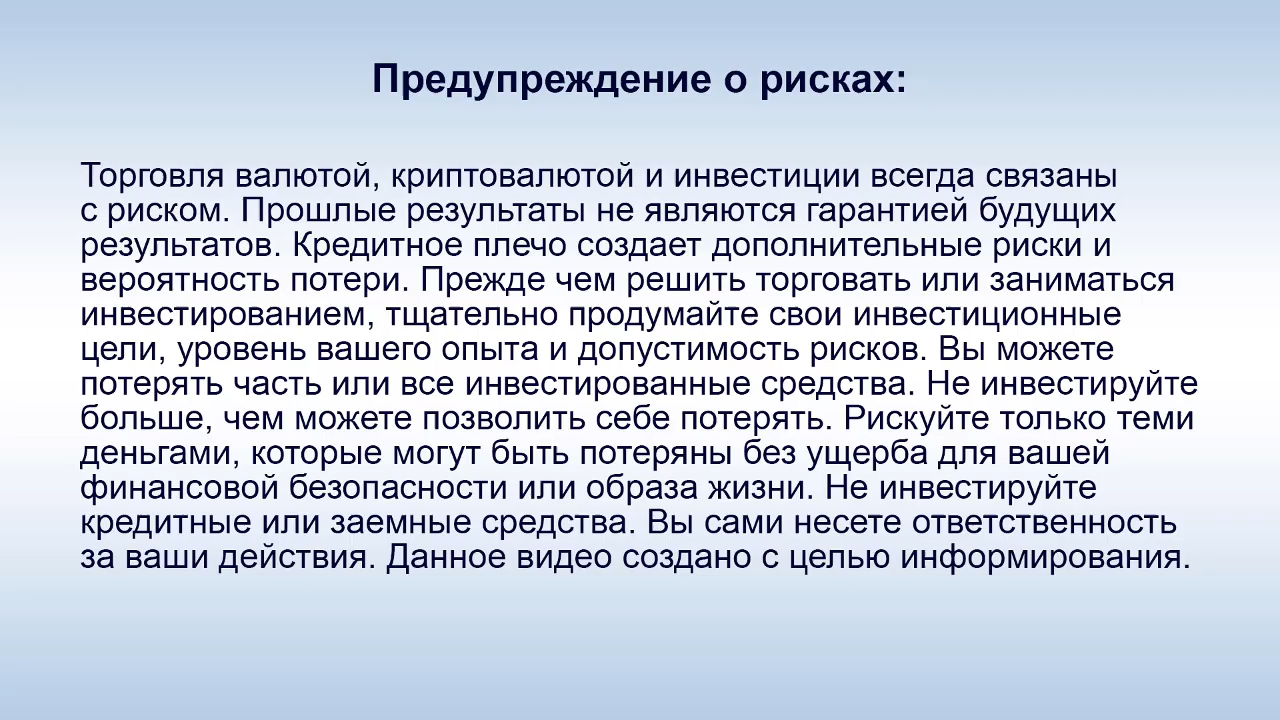 Предупреждение о рисках:
Торговля валютой, криптовалютой и инвестиции всегда связаны
с риском. Прошлые результаты не являются гарантией будущих
результатов. Кредитное плечо создает дополнительные риски и
вероятность потери. Прежде чем решить торговать или заниматься
инвестированием, тщательно продумайте свои инвестиционные
цели, уровень вашего опыта и допустимость рисков. Вы можете
потерять часть или все инвестированные средства. Не инвестируйте
больше, чем можете позволить себе потерять. Рискуйте только теми
деньгами, которые могут быть потеряны без ущерба для вашей
финансовой безопасности или образа жизни. Не инвестируйте
кредитные или заемные средства. Вы сами несете ответственность
за ваши действия. Данное видео создано с целью информирования.